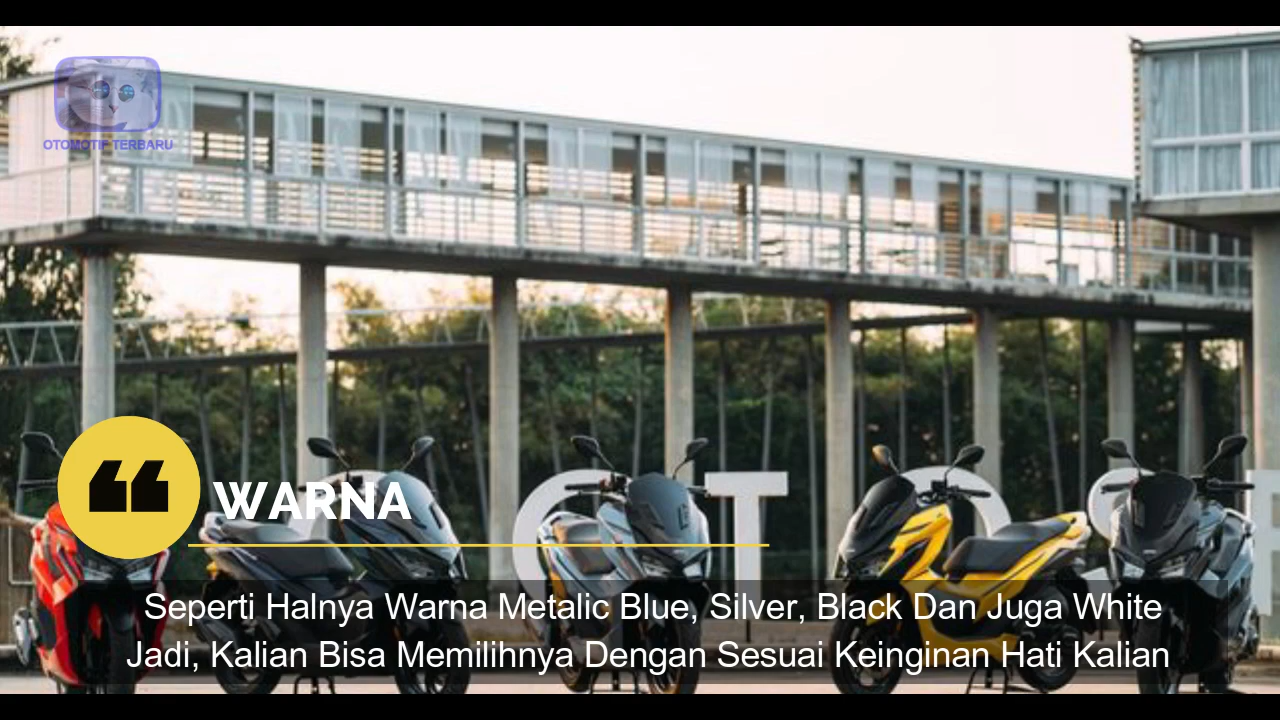 OTOMOTIF TERBARU
WARNA
Seperti Halnya Warna Metalic Blue, Silver, Black Dan Juga White
Jadi, Kalian Bisa Memilihnya Dengan Sesuai Keinginan Hati Kalian